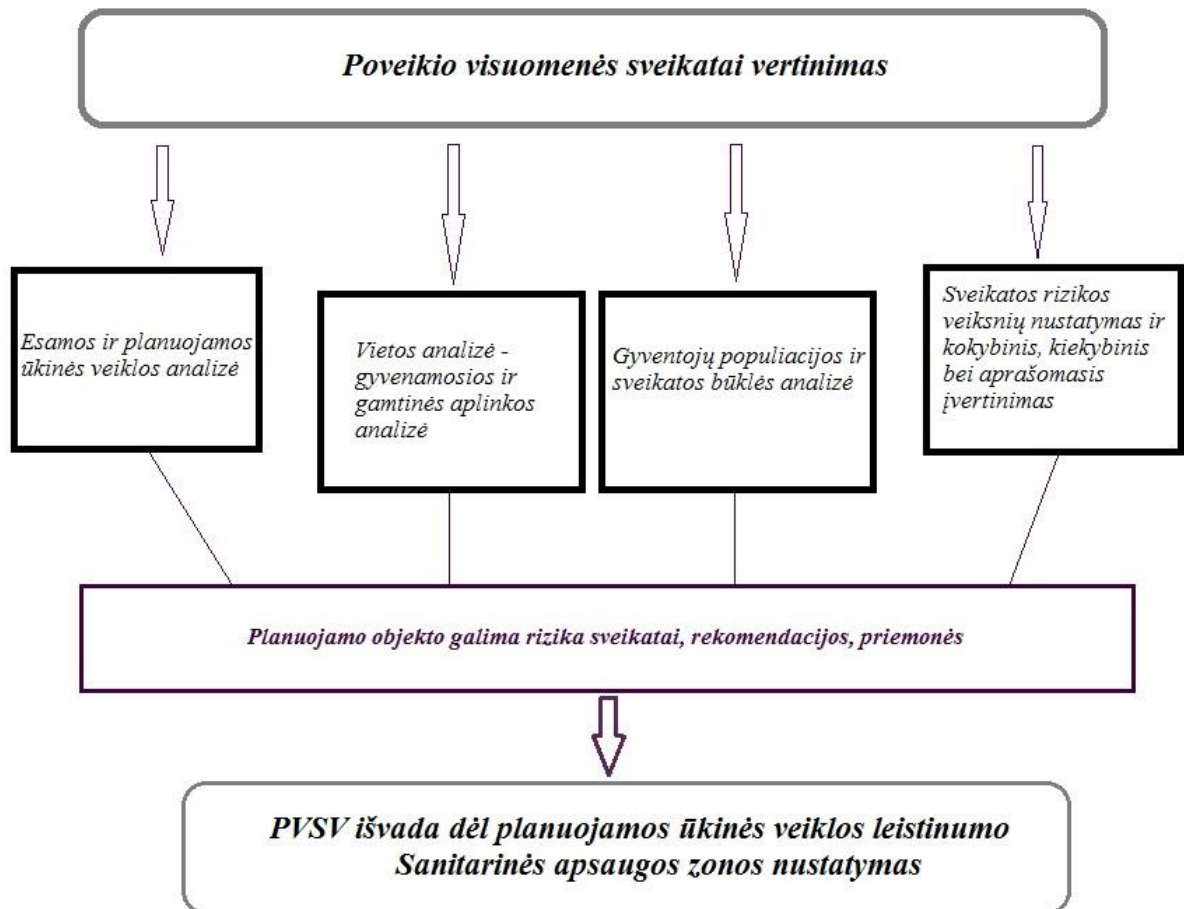 Poveikio visuomenės sveikatai vertinimas
Esamos ir planuojamos
ūkinės veiklos analizė
Vietos analizė -
gyvenamosios ir
gamtinės aplinkos
analizė
Gyventojų populiacijos ir
sveikatos būklės analizė
Sveikatos rizikos
veiksnių nustatymas ir
kokybinis, kiekybinis
bei aprašomasis
įvertinimas
Planuojamo objekto galima rizika sveikatai, rekomendacijos, priemonės
PVSV išvada dėl planuojamos ūkinės veiklos leistinumo
Sanitarinės apsaugos zonos nustatymas